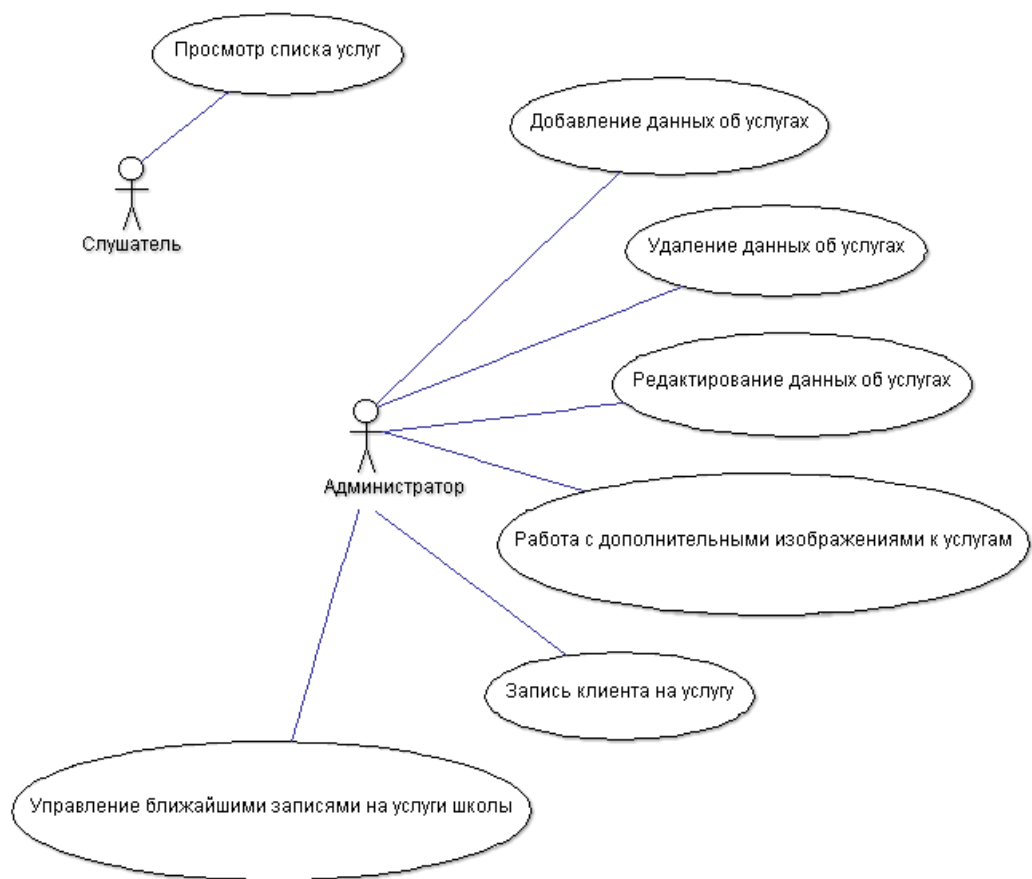 Просмотр списка услуг
Добавление данных об услугах
Слушатель
Удаление данных об услугах
Редактирование данных об услугах
Администратор
Работа с дополнительными изображениями к услугам
Запись клиента на услугу
Управление ближайшими записями на услуги школы